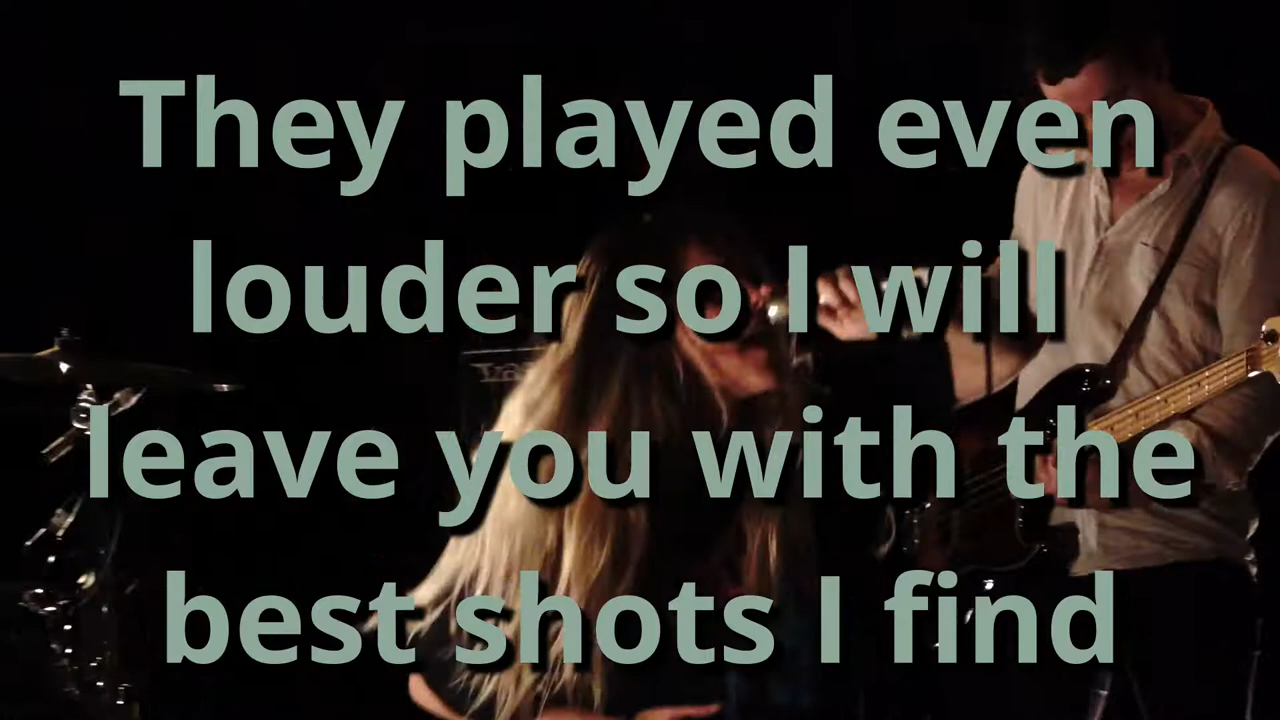 They played even
louder so I will
leave you with the
best shots I find